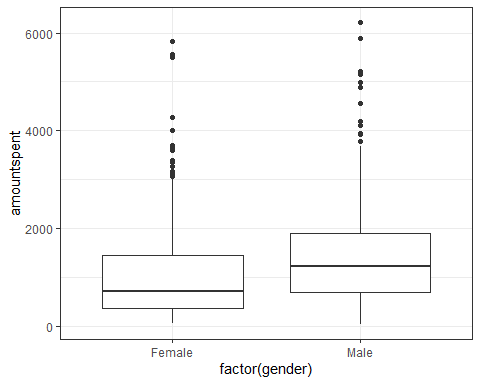 6000
4000
2000
0
amountspent
Female
Male
factor(gender)